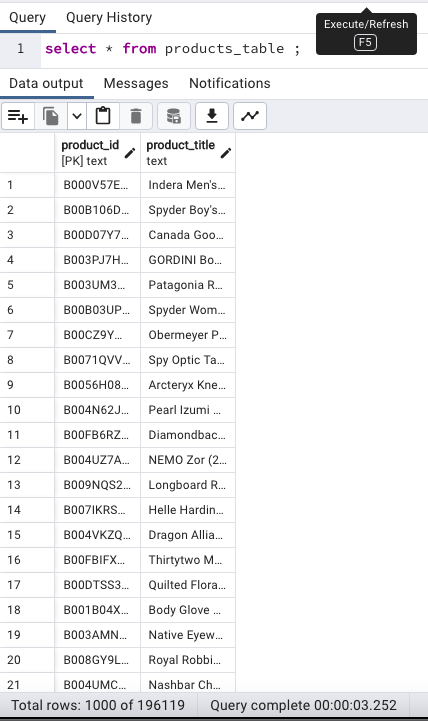 Query Query History
Execute/Refresh
F5
1 select * from products_table ;
Data output Messages Notifications
product_id product_title
[PK] text text
1 B000V57E... Indera Men's...
2 B00B106D... Spyder Boy's...
3 B00D07Y7... Canada Goo...
4 B003PJ7H... GORDINI Bo...
5 B003UM3... Patagonia R...
6 B00B03UP... Spyder Wom...
7 B00CZ9Y... Obermeyer P...
8 B0071QVV... Spy Optic Ta...
9 B0056H08... Arcteryx Kne...
10 B004N62J... Pearl Izumi ...
11 B00FB6RZ... Diamondbac...
12 B004UZ7A... NEMO Zor (2...
13 B009NQS2... Longboard R...
14 B007IKRS... Helle Hardin...
15 B004VKZQ... Dragon Allia...
16 B00FBIFX... Thirtytwo M...
17 B00DTSS3... Quilted Flora...
18 B001B04X... Body Glove ...
19 B003AMN... Native Eyew...
20 B008GY9L... Royal Robbi...
21 B004UMC... Nashbar Ch...
Total rows: 1000 of 196119 Query complete 00:00:03.252